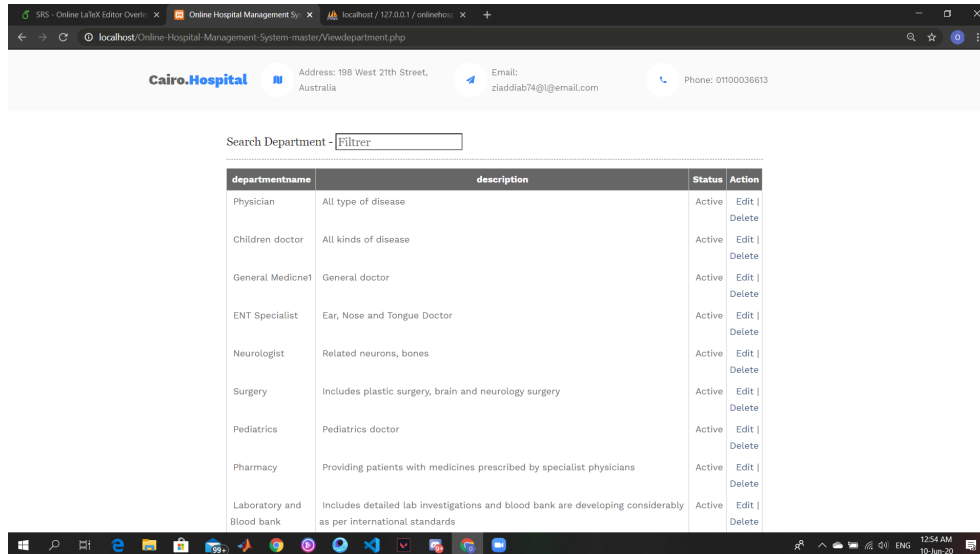 SRS - Online LaTeX Editor Overle
Online Hospital Management Sy
localhost / 127.0.0.1 / onlinehosp
localhost/Online-Hospital-Management-System-master/Viewdepartment.php
Cairo.Hospital
Address: 198 West 21th Street,
Australia
Email:
ziaddiab74@l@email.com
Phone: 01100036613
Search Department - Filtrer
departmentname description Status Action
Physician All type of disease Active Edit |
Delete
Children doctor All kinds of disease Active Edit |
Delete
General Medicne1 General doctor Active Edit |
Delete
ENT Specialist Ear, Nose and Tongue Doctor Active Edit |
Delete
Neurologist Related neurons, bones Active Edit |
Delete
Surgery Includes plastic surgery, brain and neurology surgery Active Edit |
Delete
Pediatrics Pediatrics doctor Active Edit |
Delete
Pharmacy Providing patients with medicines prescribed by specialist physicians Active Edit |
Delete
Laboratory and Includes detailed lab investigations and blood bank are developing considerably Active Edit |
Blood bank as per international standards Delete
99+
ENG
12:54 AM
10-Jun-20